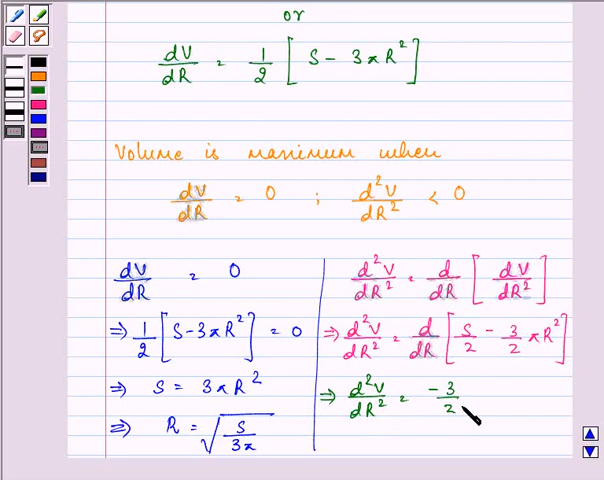 or
dV/dR = 1/2 [ S - 3πR² ]
Volume is maximum when
dV/dR = 0 ; d²V/dR² < 0
dV/dR = 0
⇒ 1/2 [S-3πR²] = 0
⇒ S = 3πR²
⇒ R = √(S/3π)
d²V/dR² = d/dR [ dV/dR² ]
⇒ d²V/dR² = d/dR [ S/2 - 3/2 πR² ]
⇒ d²V/dR² = -3/2